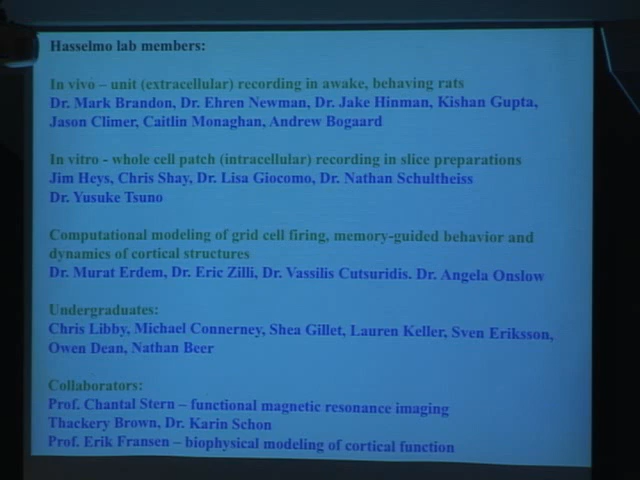 Hasselmo lab members:
In vivo – unit (extracellular) recording in awake, behaving rats
Dr. Mark Brandon, Dr. Ehren Newman, Dr. Jake Hinman, Kishan Gupta,
Jason Climer, Caitlin Monaghan, Andrew Bogaard
In vitro - whole cell patch (intracellular) recording in slice preparations
Jim Heys, Chris Shay, Dr. Lisa Giocomo, Dr. Nathan Schultheiss
Dr. Yusuke Tsuno
Computational modeling of grid cell firing, memory-guided behavior and
dynamics of cortical structures
Dr. Murat Erdem, Dr. Eric Zilli, Dr. Vassilis Cutsuridis. Dr. Angela Onslow
Undergraduates:
Chris Libby, Michael Connerney, Shea Gillet, Lauren Keller, Sven Eriksson,
Owen Dean, Nathan Beer
Collaborators:
Prof. Chantal Stern – functional magnetic resonance imaging
Thackery Brown, Dr. Karin Schon
Prof. Erik Fransen – biophysical modeling of cortical function